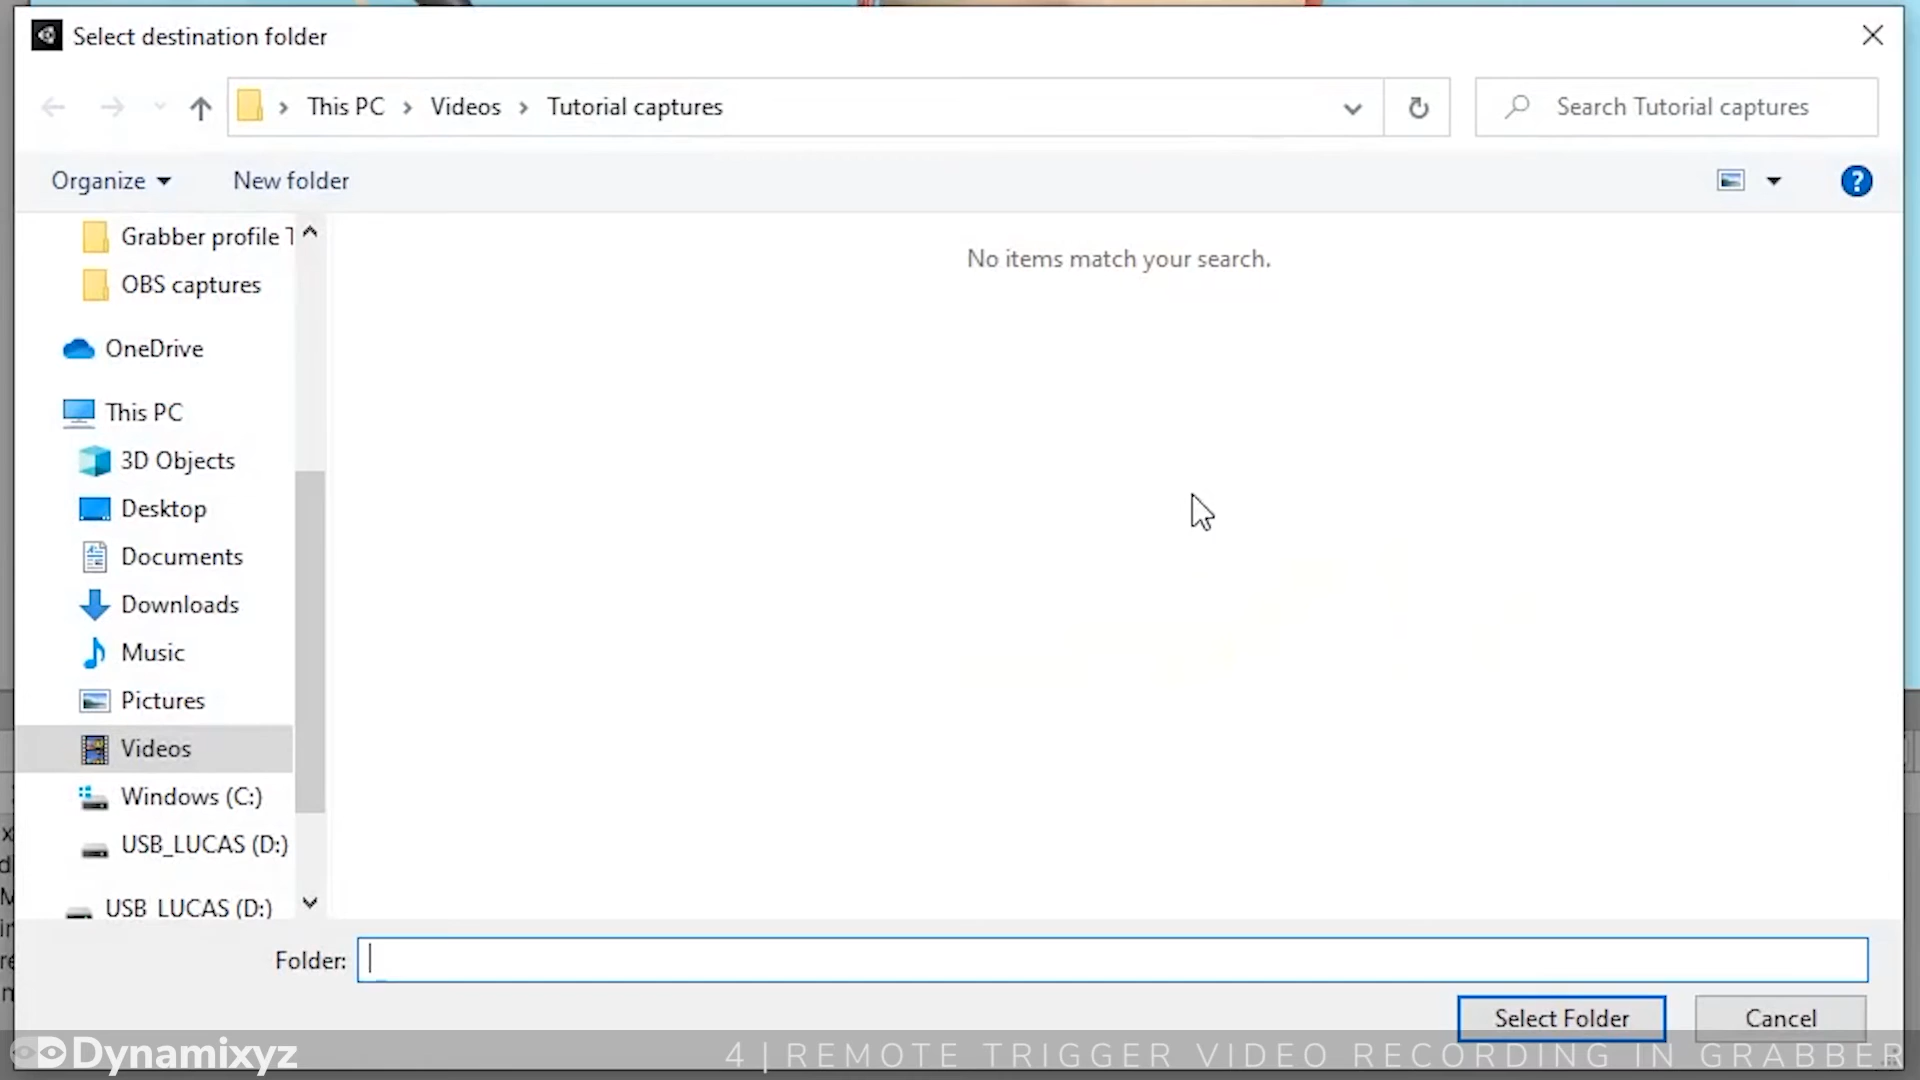 Select destination folder
This PC > Videos > Tutorial captures
Search Tutorial captures
Organize
New folder
?
Grabber profile T
OBS captures
OneDrive
This PC
3D Objects
Desktop
Documents
Downloads
Music
Pictures
Videos
Windows (C:)
USB_LUCAS (D:)
USB_LUCAS (D:)
No items match your search.
Folder:
Select Folder
Cancel
Dynamixyz
4 | REMOTE TRIGGER VIDEO RECORDING IN GRABBER